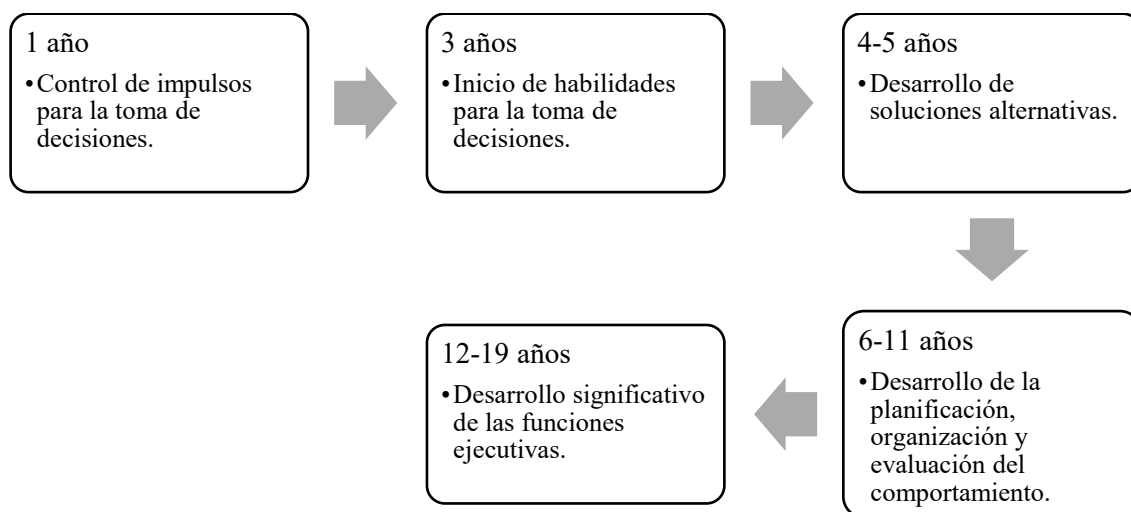 1 año
•Control de impulsos
para la toma de
decisiones.
3 años
•Inicio de habilidades
para la toma de
decisiones.
4-5 años
•Desarrollo de
soluciones alternativas.
6-11 años
•Desarrollo de la
planificación,
organización y
evaluación del
comportamiento.
12-19 años
•Desarrollo significativo
de las funciones
ejecutivas.